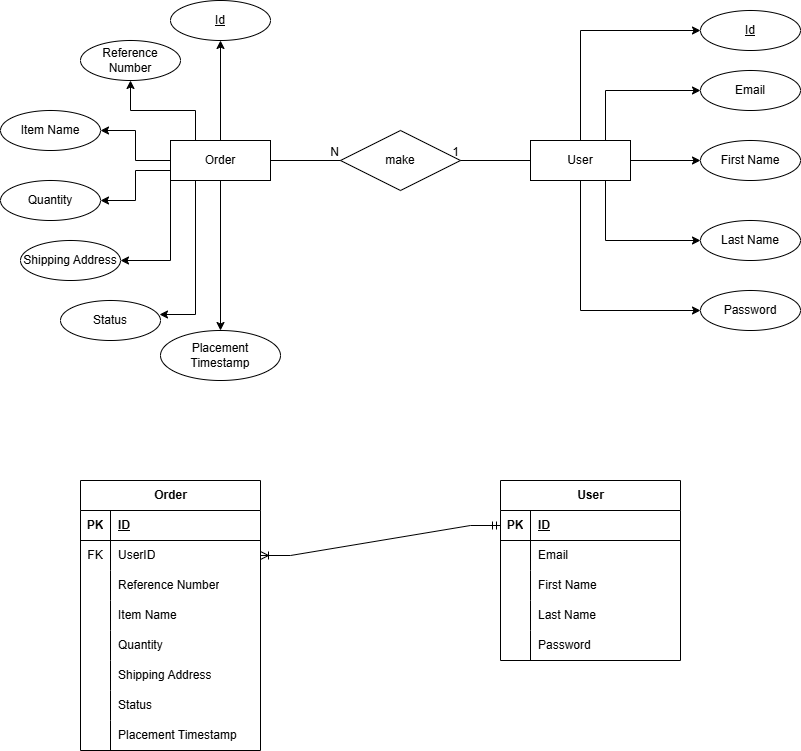 Id
Reference
Number
Item Name
Quantity
Shipping Address
Status
Placement
Timestamp
Order
N
make
1
User
Id
Email
First Name
Last Name
Password
Order
PK ID
FK UserID
Reference Number
Item Name
Quantity
Shipping Address
Status
Placement Timestamp
User
PK ID
Email
First Name
Last Name
Password